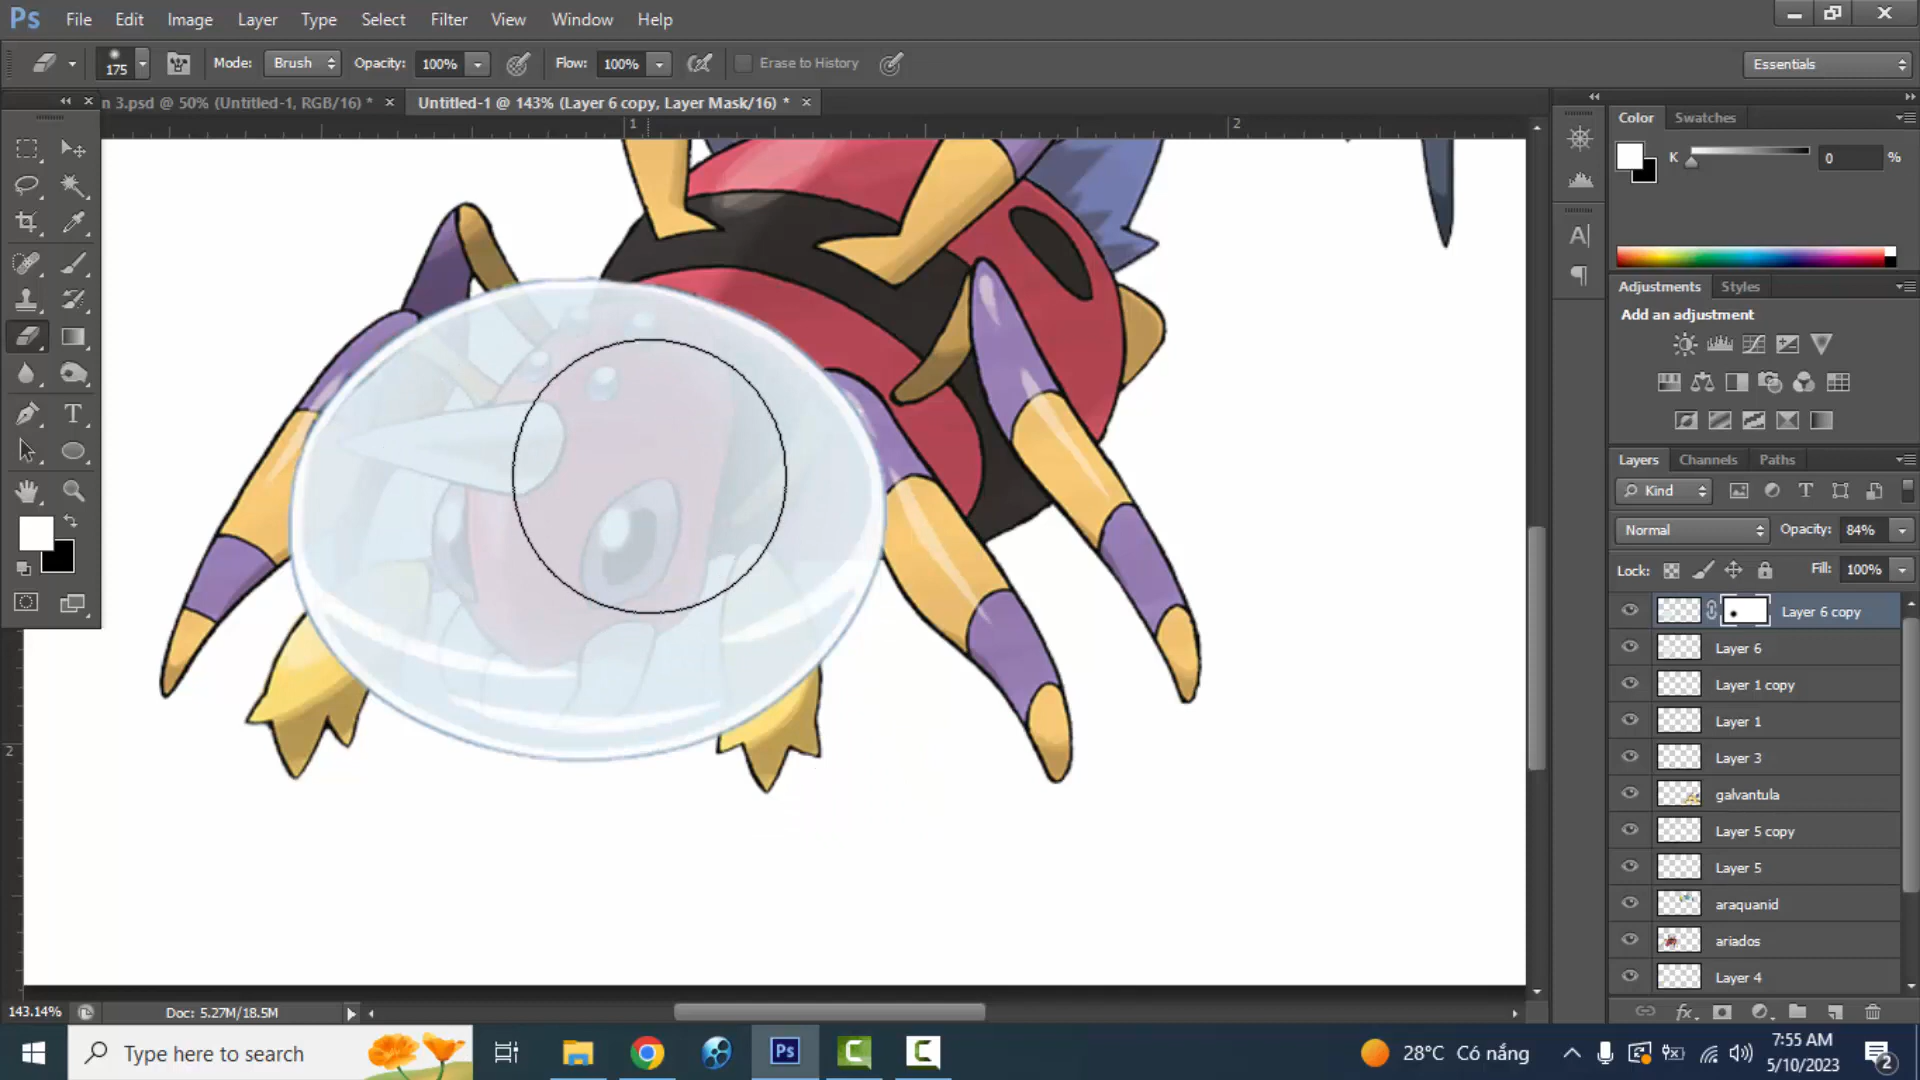 Ps File Edit Image Layer Type Select Filter View Window Help
175 Mode: Brush Opacity: 100% Flow: 100% Erase to History Essentials
n 3.psd @ 50% (Untitled-1, RGB/16) * Untitled-1 @ 143% (Layer 6 copy, Layer Mask/16) *
1 2
Color Swatches
K 0 %
Adjustments Styles
Add an adjustment
Layers Channels Paths
Kind T
Normal Opacity: 84%
Lock: Fill: 100%
Layer 6 copy
Layer 6
Layer 1 copy
Layer 1
Layer 3
galvantula
Layer 5 copy
Layer 5
araquanid
ariados
Layer 4
2
143.14% Doc: 5.27M/18.5M
Type here to search Ps 28°C Có nắng 7:55 AM
5/10/2023 2